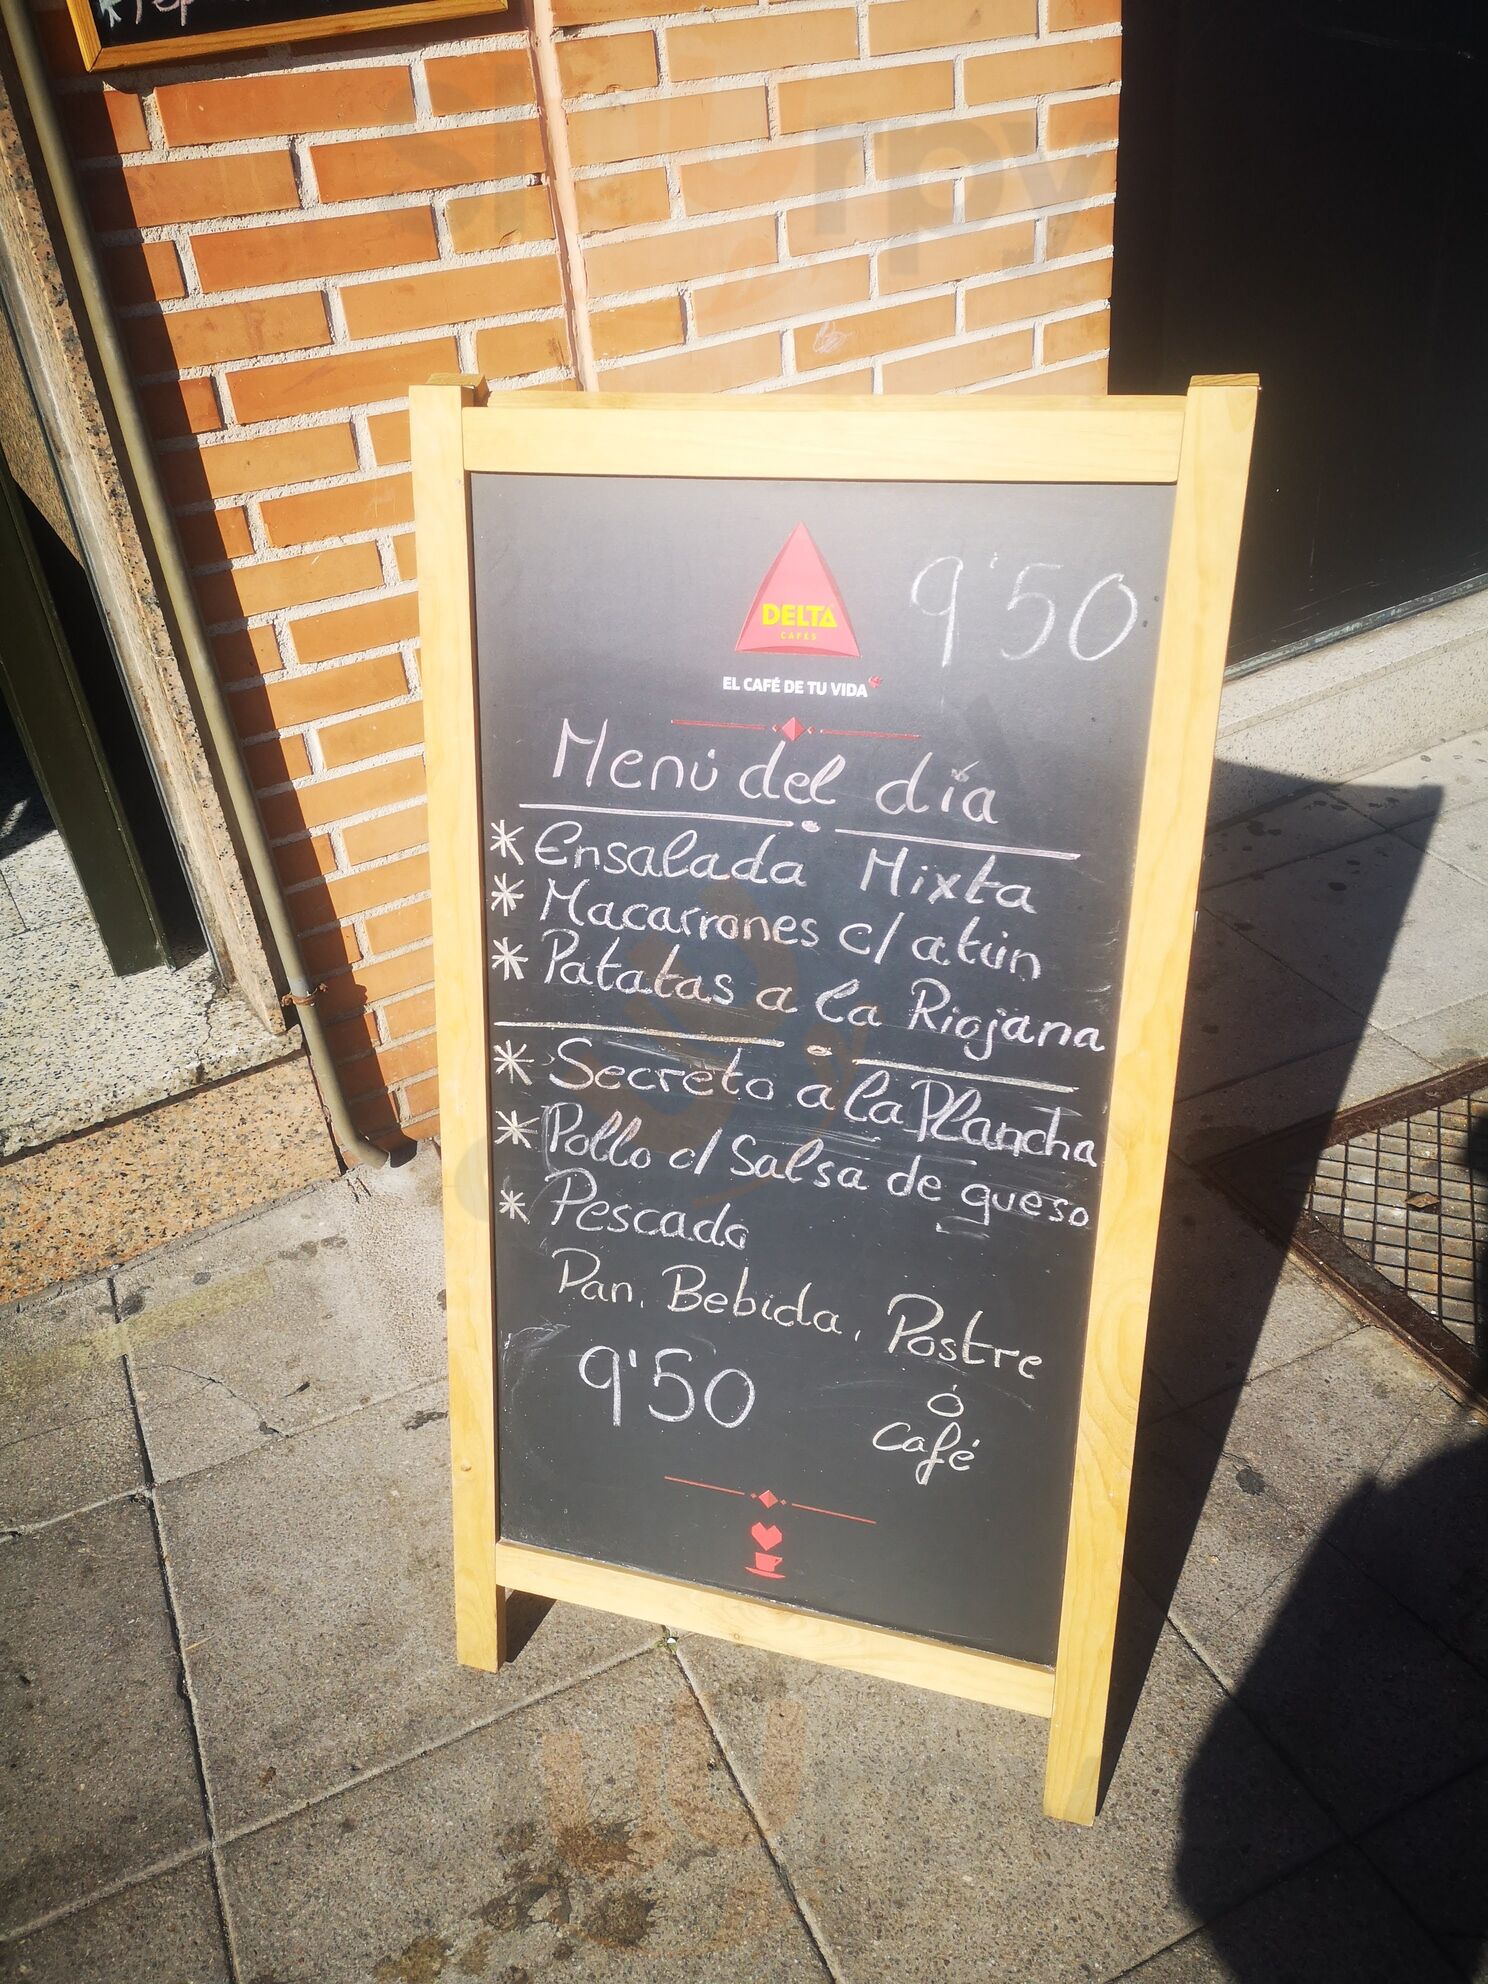 DELTA
CAFÉS
9'50
EL CAFÉ DE TU VIDA
Menú del día
* Ensalada Mixta
* Macarrones c/ atún
* Patatas a la Riojana
* Secreto a la Plancha
* Pollo c/ Salsa de queso
* Pescado
Pan, Bebida, Postre
ó
Café
9'50